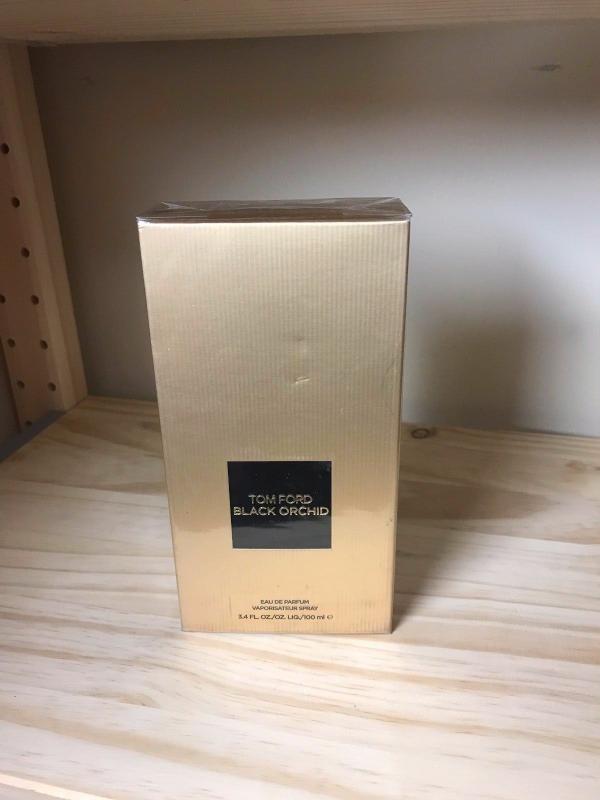 TOM FORD
BLACK ORCHID
EAU DE PARFUM
VAPORISATEUR SPRAY
3.4 FL. OZ./OZ. LIQ./100 ml ℮